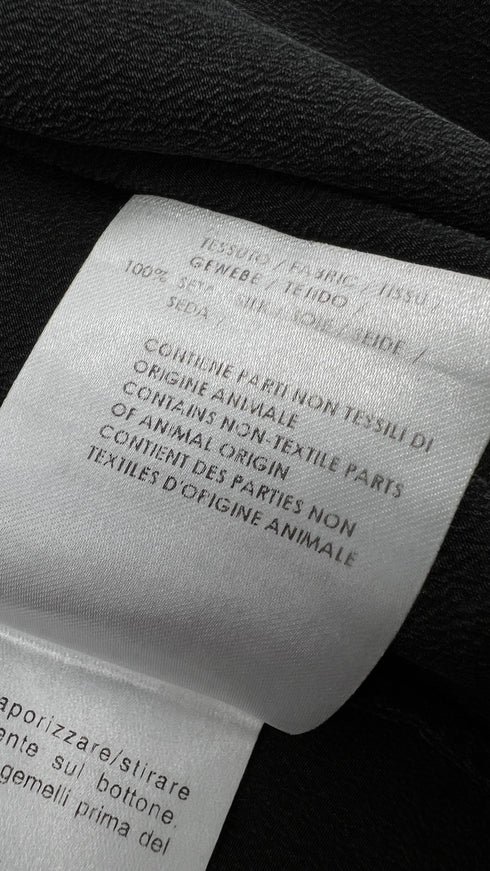 TESSUTO / FABRIC / TISSU /
GEWEBE / TEJIDO /
100% SETA / SILK / SOIE / SEIDE /
SEDA /
CONTIENE PARTI NON TESSILI DI
ORIGINE ANIMALE
CONTAINS NON-TEXTILE PARTS
OF ANIMAL ORIGIN
CONTIENT DES PARTIES NON
TEXTILES D'ORIGINE ANIMALE
aporizzare/stirare
ente sul bottone.
gemelli prima del